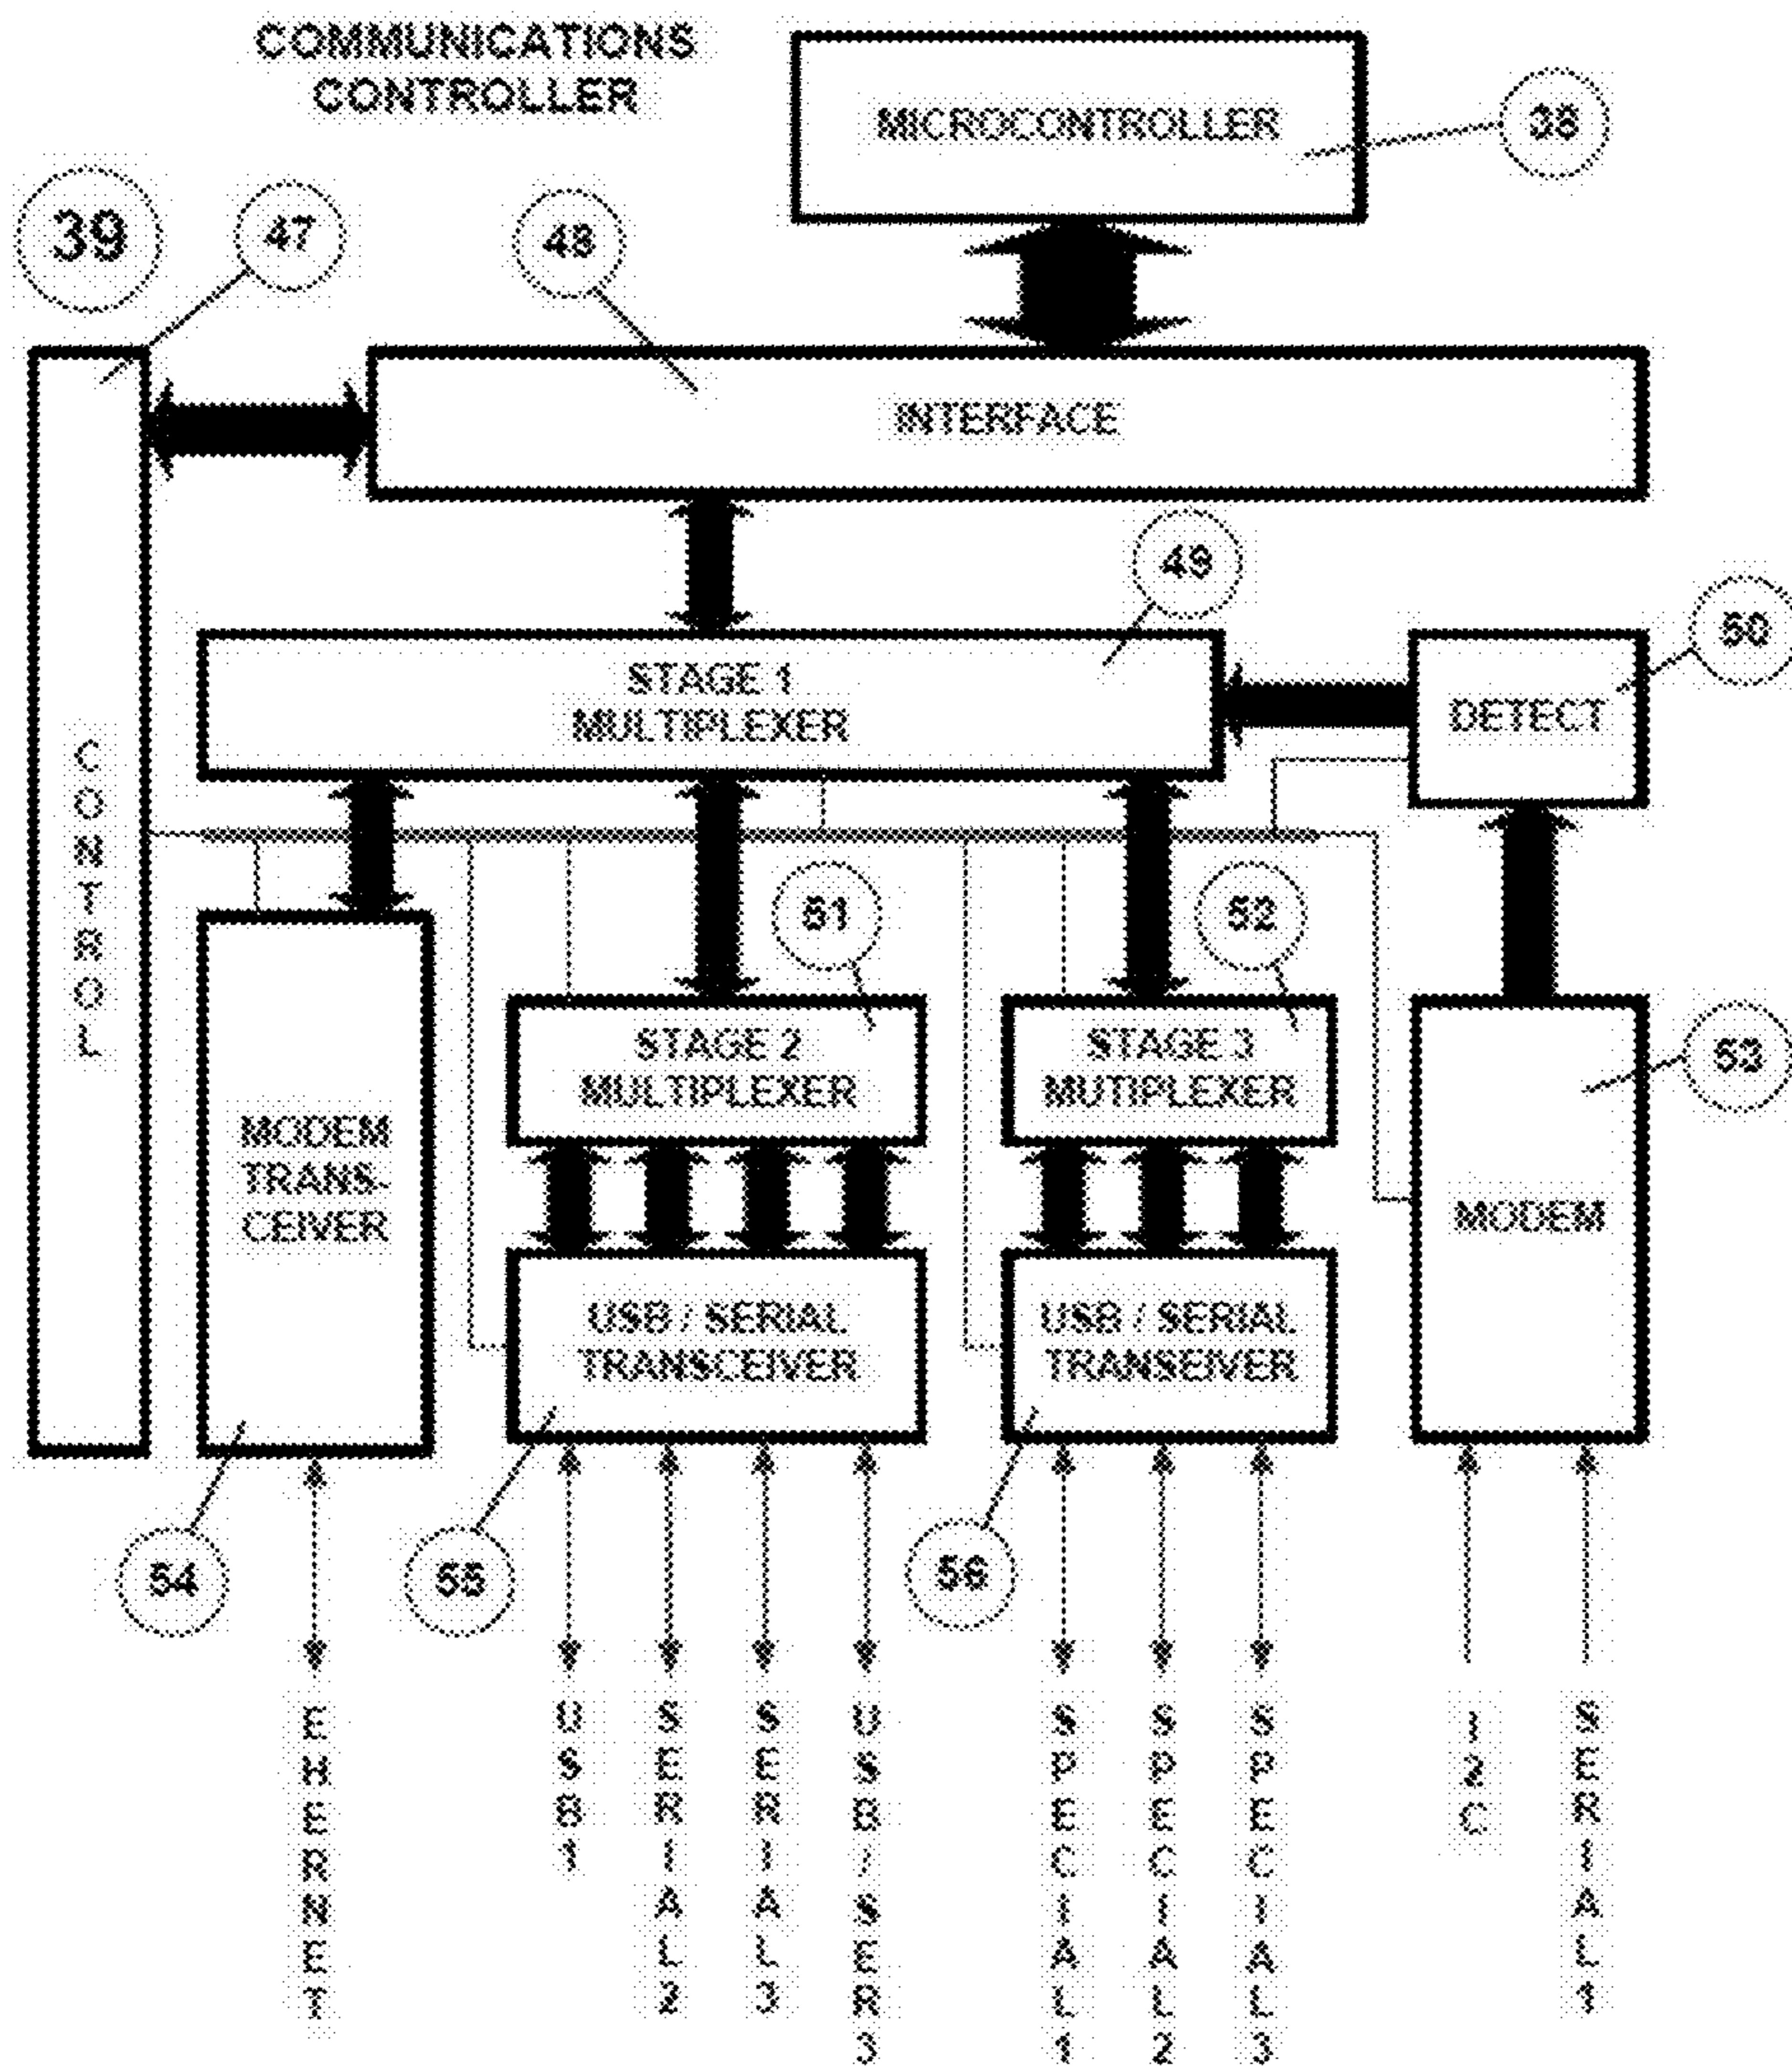 COMMUNICATIONS
CONTROLLER
MICROCONTROLLER
39
47
48
INTERFACE
49
50
STAGE 1
MULTIPLEXER
DETECT
CONTROL
51
52
STAGE 2
MULTIPLEXER
STAGE 3
MUTIPLEXER
53
MODEM
TRANS-
CEIVER
MODEM
USB / SERIAL
TRANSCEIVER
USB / SERIAL
TRANSEIVER
54
55
56
EHERNET
USB1
SERIAL2
SERIAL3
USB/SER3
SPECIAL1
SPECIAL2
SPECIAL3
I2C
SERIAL1